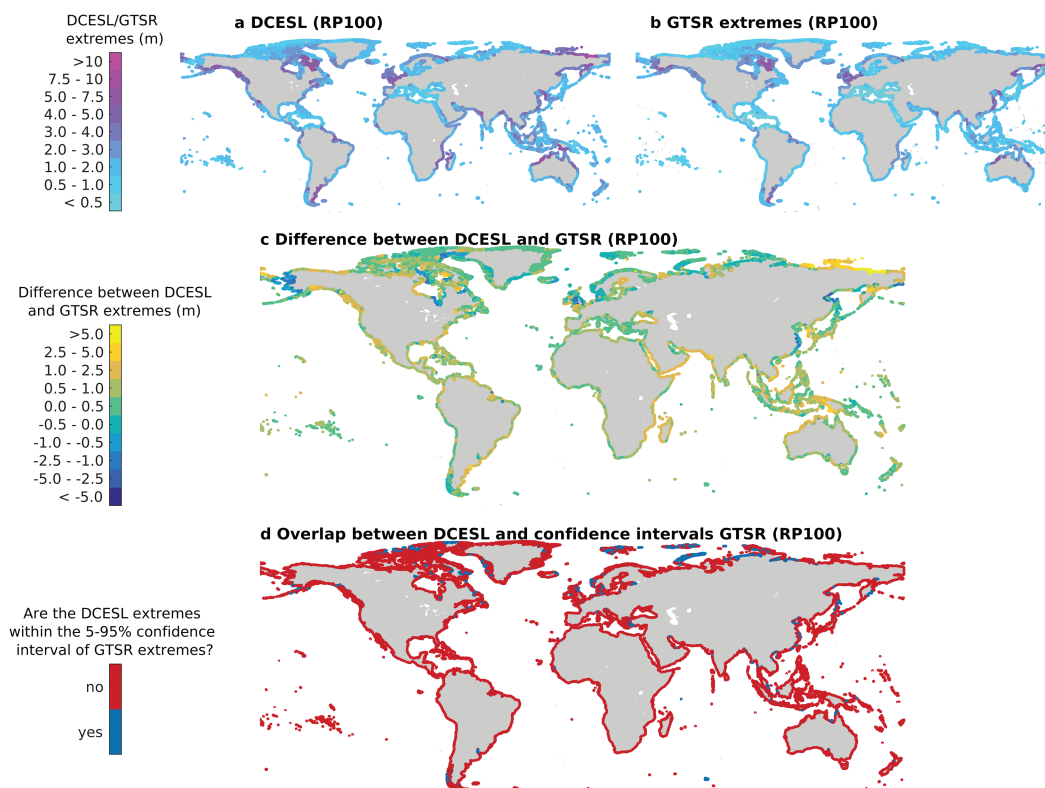 a DCESL (RP100)
b GTSR extremes (RP100)
DCESL/GTSR
extremes (m)
>10
7.5 - 10
5.0 - 7.5
4.0 - 5.0
3.0 - 4.0
2.0 - 3.0
1.0 - 2.0
0.5 - 1.0
< 0.5
c Difference between DCESL and GTSR (RP100)
Difference between DCESL
and GTSR extremes (m)
>5.0
2.5 - 5.0
1.0 - 2.5
0.5 - 1.0
0.0 - 0.5
-0.5 - 0.0
-1.0 - -0.5
-2.5 - -1.0
-5.0 - -2.5
< -5.0
d Overlap between DCESL and confidence intervals GTSR (RP100)
Are the DCESL extremes
within the 5-95% confidence
interval of GTSR extremes?
no
yes